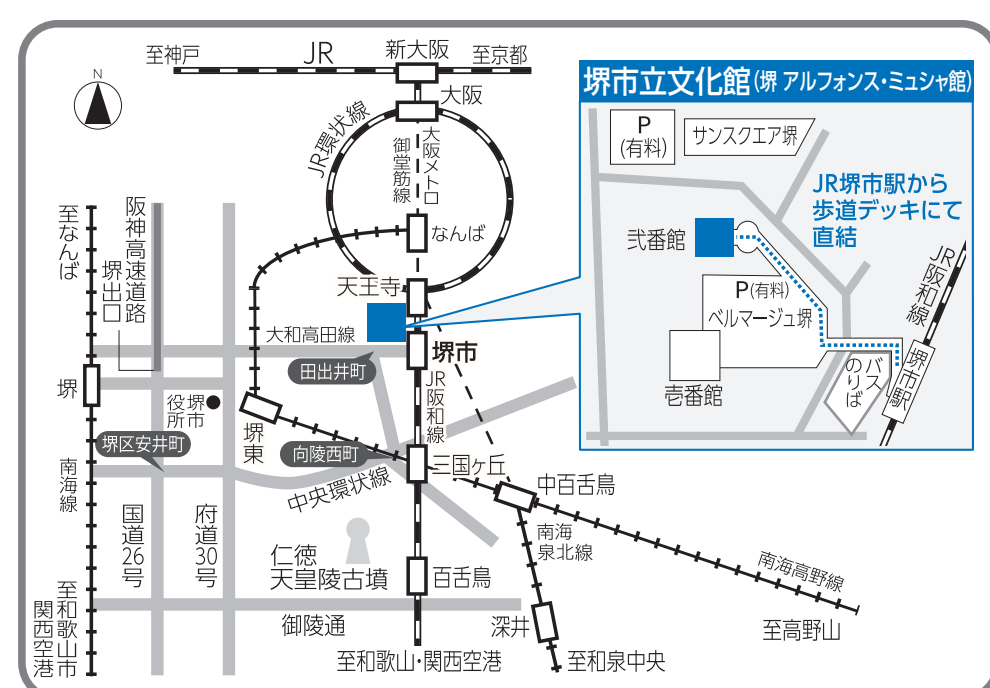 至神戸
JR
新大阪
至京都
N
大阪
JR環状線
大阪メトロ
御堂筋線
なんば
天王寺
大和高田線
堺市
田出井町
JR阪和線
至なんば
阪神高速道路
堺出口
堺
堺市
役所
堺区安井町
堺東
向陵西町
三国ヶ丘
中央環状線
中百舌鳥
南海線
国道26号
府道30号
仁徳
天皇陵古墳
百舌鳥
南海
泉北線
南海高野線
至高野山
御陵通
深井
至和歌山市
関西空港
至和歌山・関西空港
至和泉中央
堺市立文化館(堺 アルフォンス・ミュシャ館)
P
(有料)
サンスクエア堺
JR堺市駅から
歩道デッキにて
直結
弐番館
P(有料)
ベルマージュ堺
壱番館
バス
のりば
堺市駅
JR阪和線